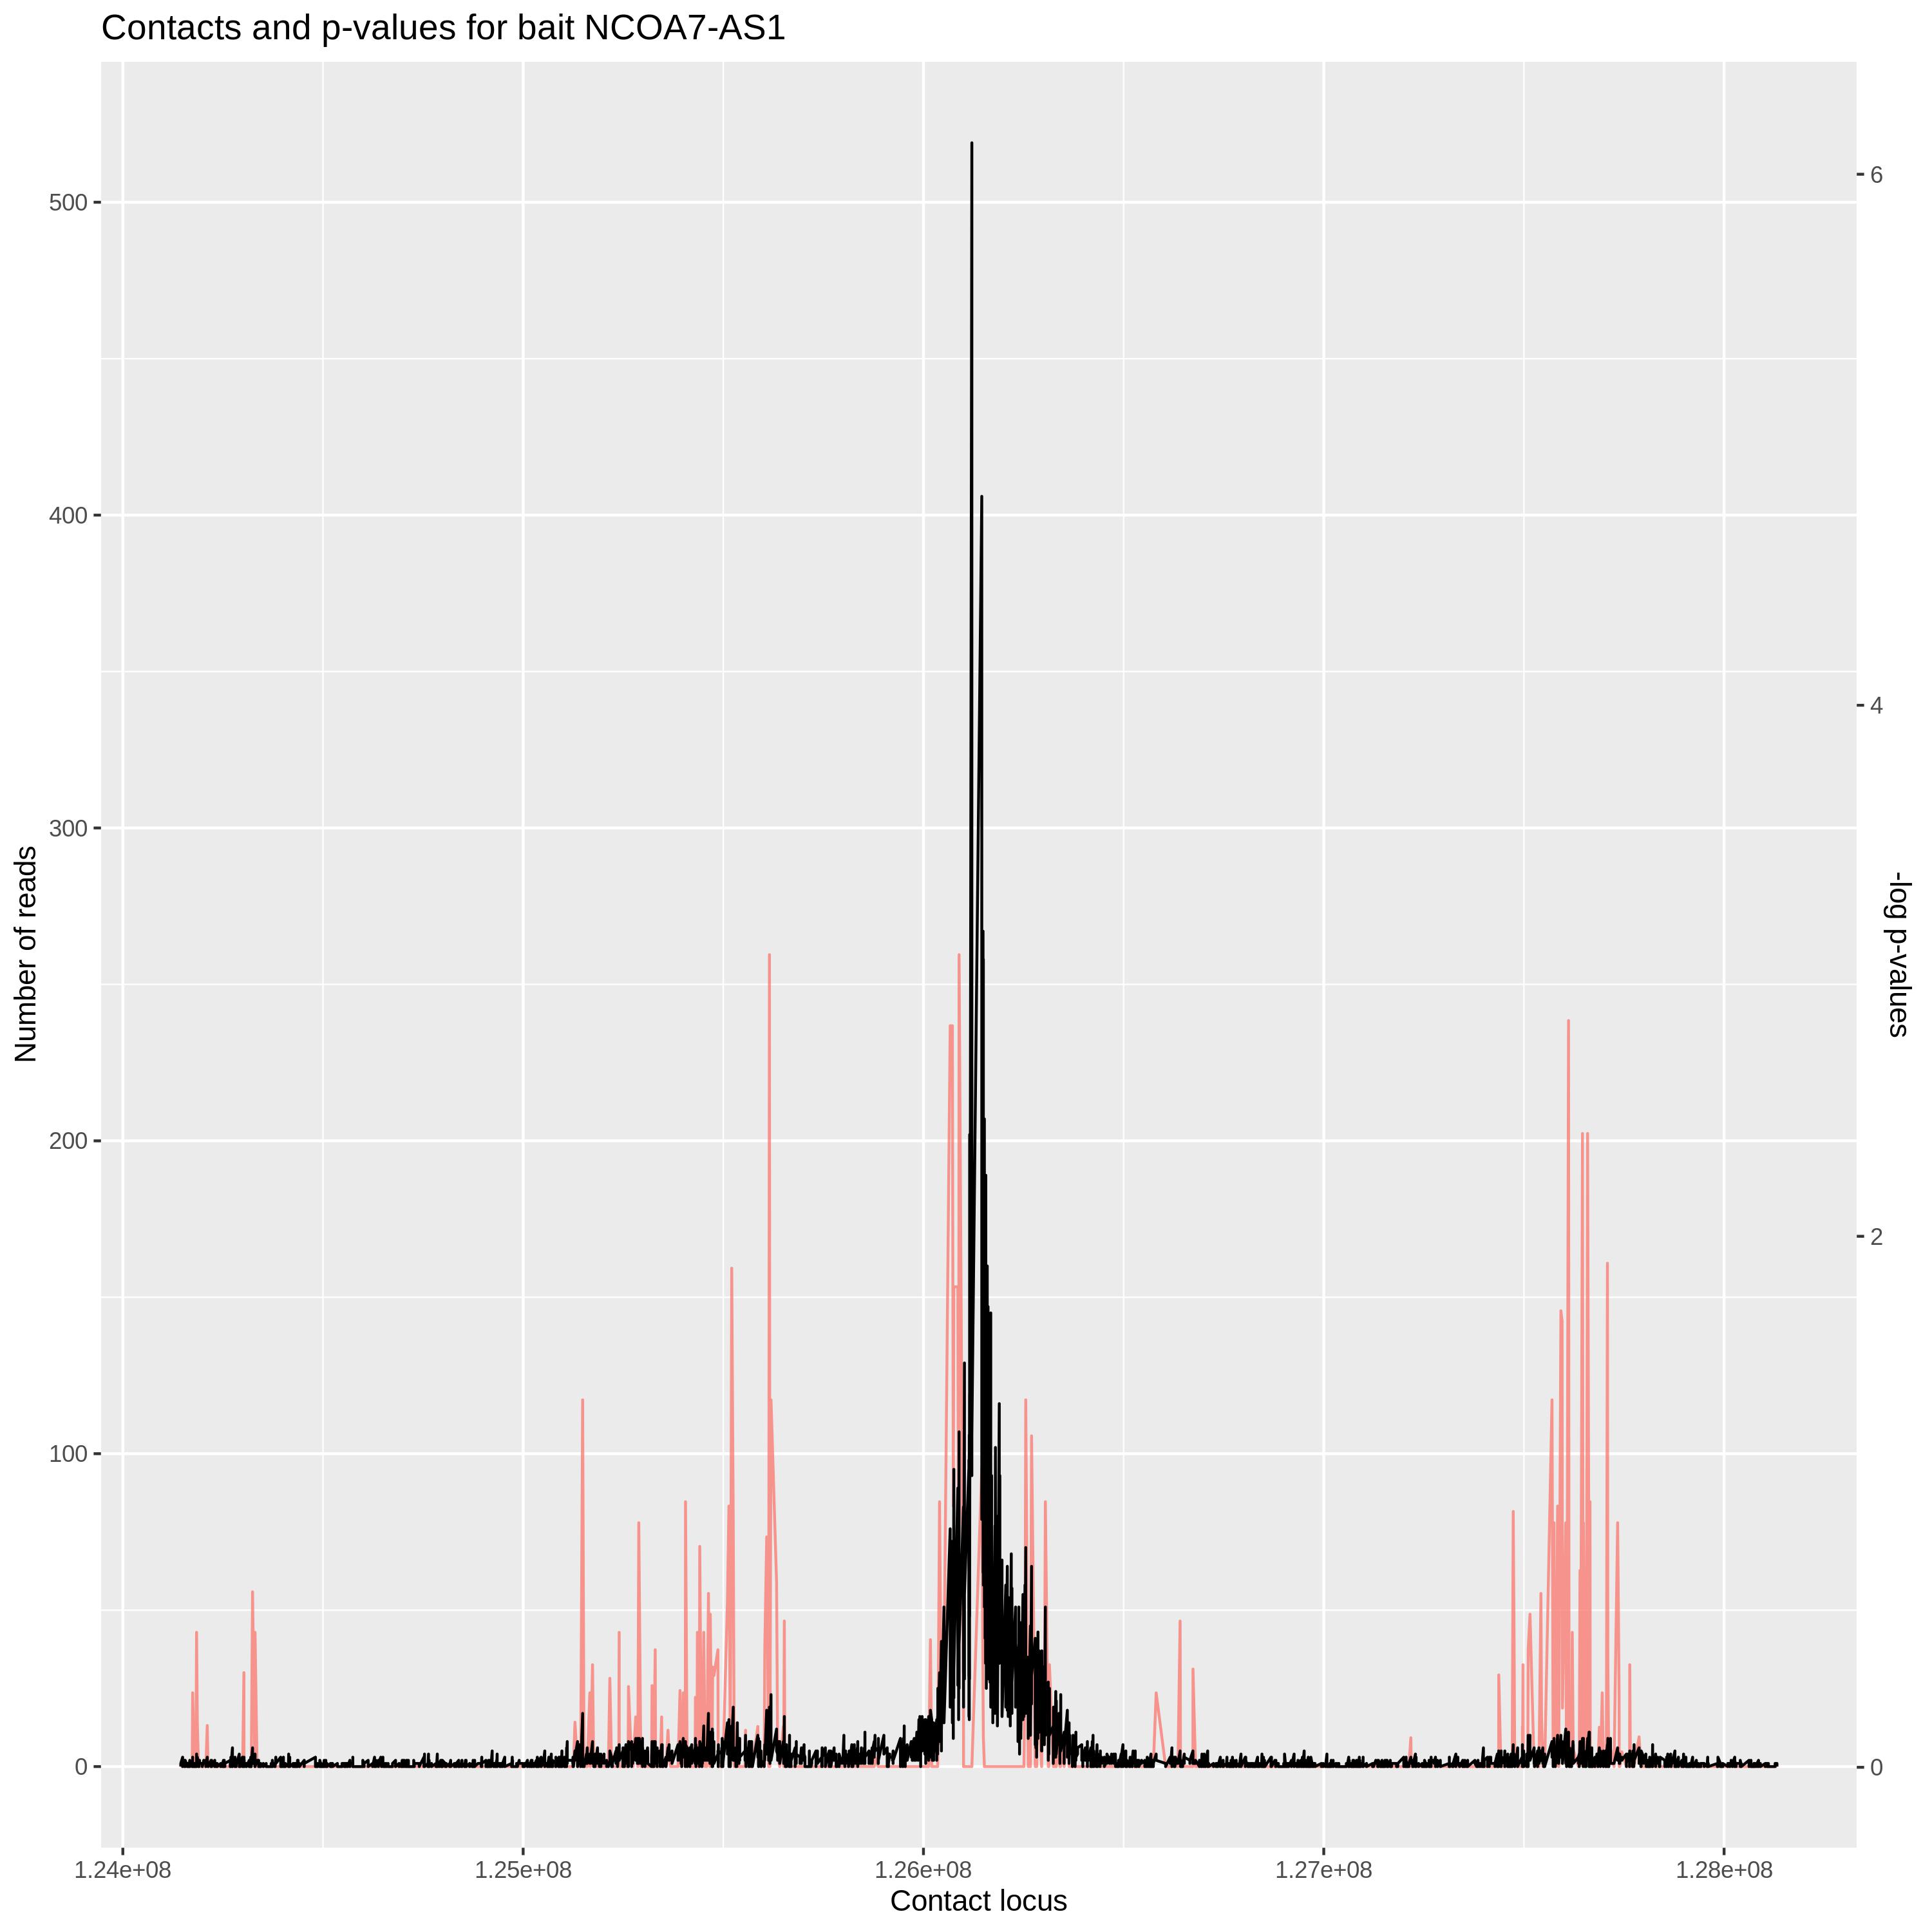 Contacts and p-values for bait NCOA7-AS1
500
400
300
200
100
0
Number of reads
6
4
2
0
-log p-values
1.24e+08
1.25e+08
1.26e+08
1.27e+08
1.28e+08
Contact locus